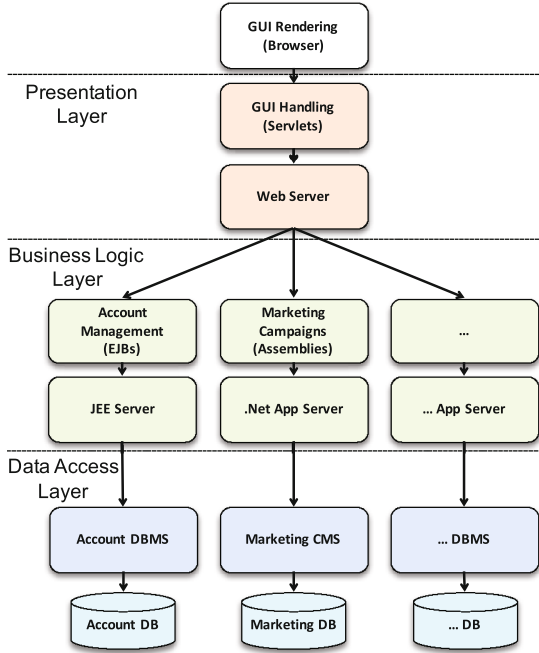 GUI Rendering
(Browser)
Presentation
Layer
GUI Handling
(Servlets)
Web Server
Business Logic
Layer
Account
Management
(EJBs)
Marketing
Campaigns
(Assemblies)
...
JEE Server
.Net App Server
... App Server
Data Access
Layer
Account DBMS
Marketing CMS
... DBMS
Account DB
Marketing DB
... DB